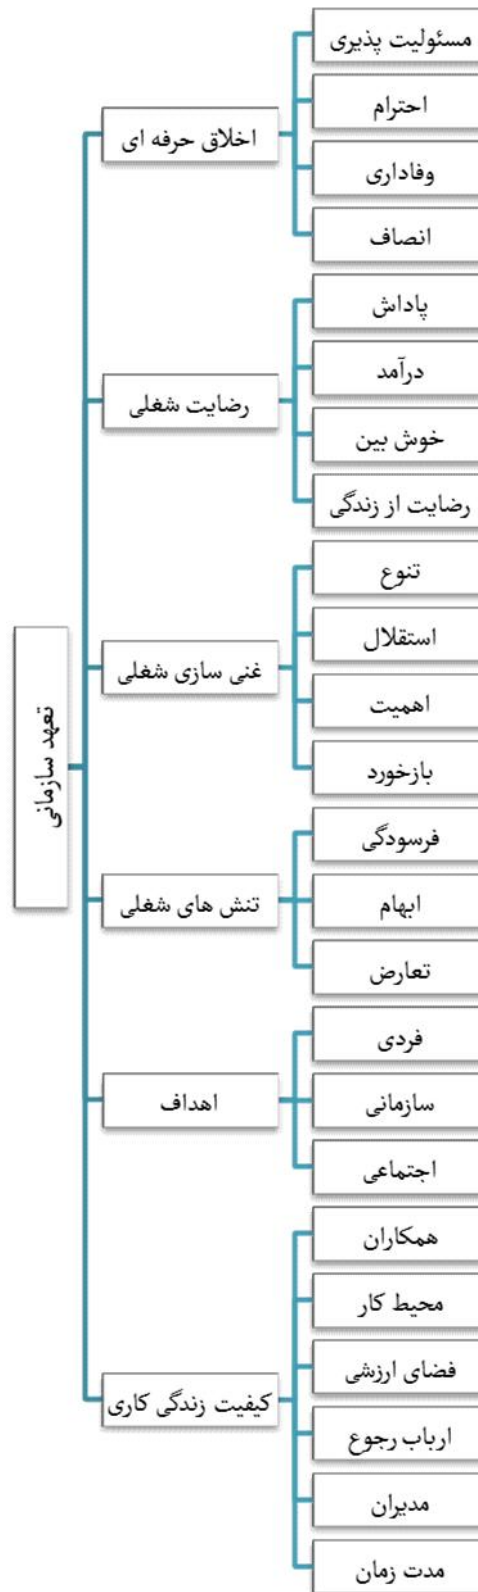 تعهد سازمانی
اخلاق حرفه ای
مسئولیت پذیری
احترام
وفاداری
انصاف
رضایت شغلی
پاداش
درآمد
خوش بین
رضایت از زندگی
غنی سازی شغلی
تنوع
استقلال
اهمیت
بازخورد
تنش های شغلی
فرسودگی
ابهام
تعارض
اهداف
فردی
سازمانی
اجتماعی
کیفیت زندگی کاری
همکاران
محیط کار
فضای ارزشی
ارباب رجوع
مدیران
مدت زمان